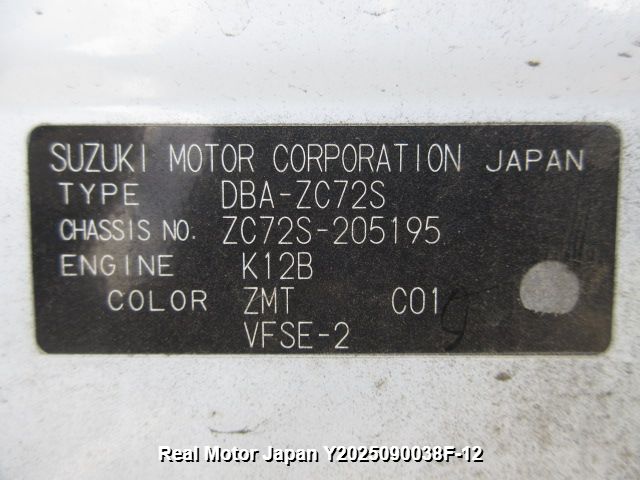 SUZUKI MOTOR CORPORATION JAPAN
TYPE DBA-ZC72S
CHASSIS NO. ZC72S-205195
ENGINE K12B
COLOR ZMT C01
VFSE-2
Real Motor Japan Y2025090038F-12